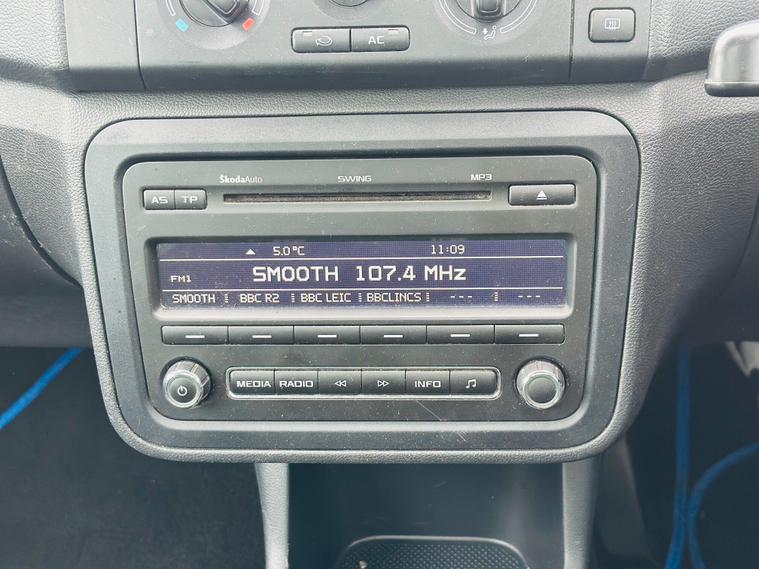 AC
ŠkodaAuto SWING MP3
AS TP
5.0°C 11:09
FM1 SMOOTH 107.4 MHz
SMOOTH BBC R2 BBC LEIC BBCLINCS --- ---
MEDIA RADIO INFO